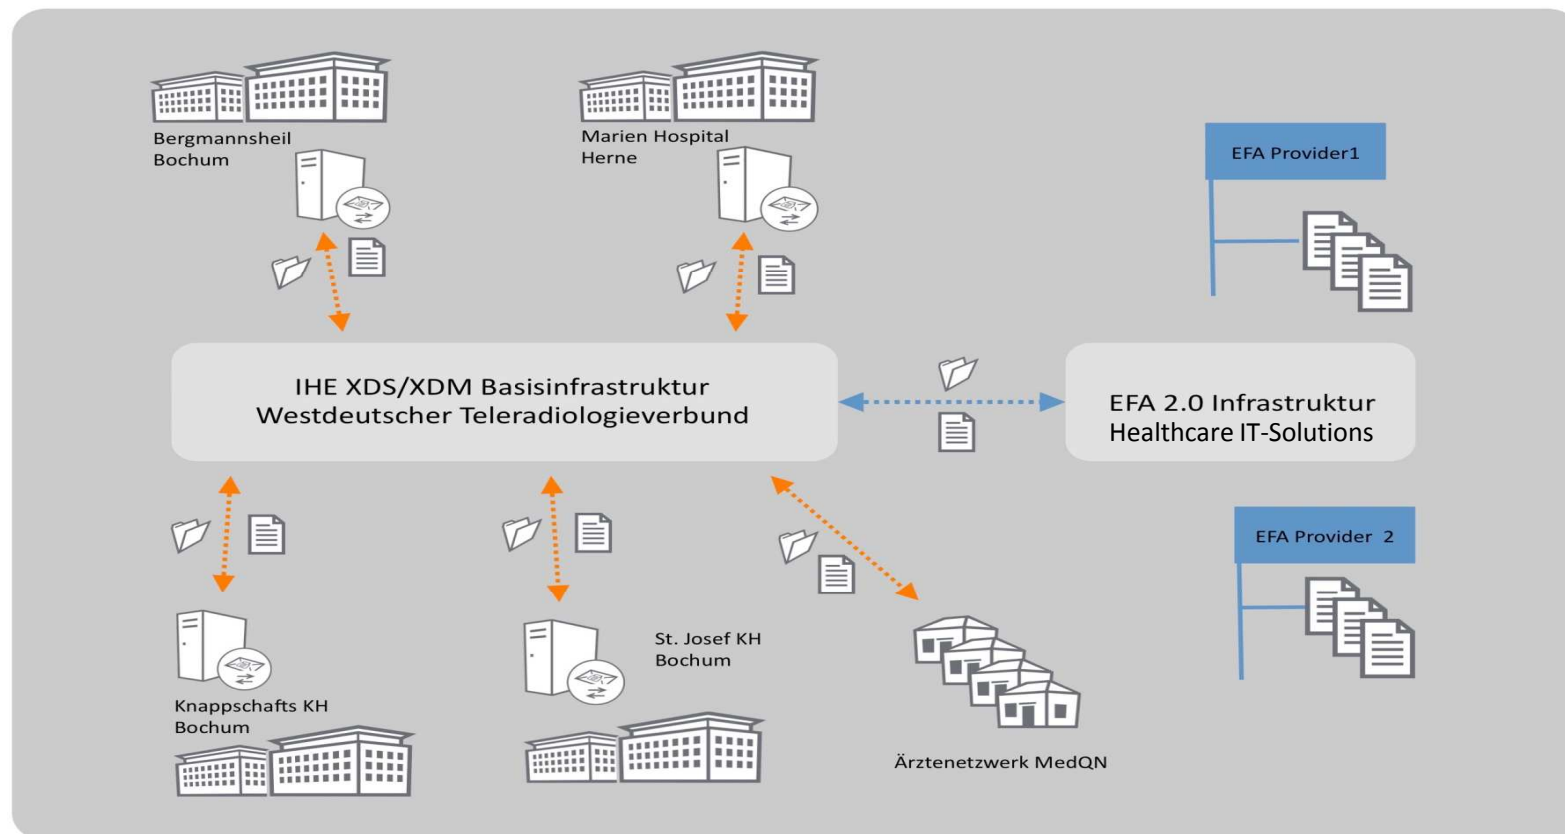 Bergmannsheil
Bochum
Marien Hospital
Herne
EFA Provider1
IHE XDS/XDM Basisinfrastruktur
Westdeutscher Teleradiologieverbund
EFA 2.0 Infrastruktur
Healthcare IT-Solutions
EFA Provider 2
Knappschafts KH
Bochum
St. Josef KH
Bochum
Ärztenetzwerk MedQN